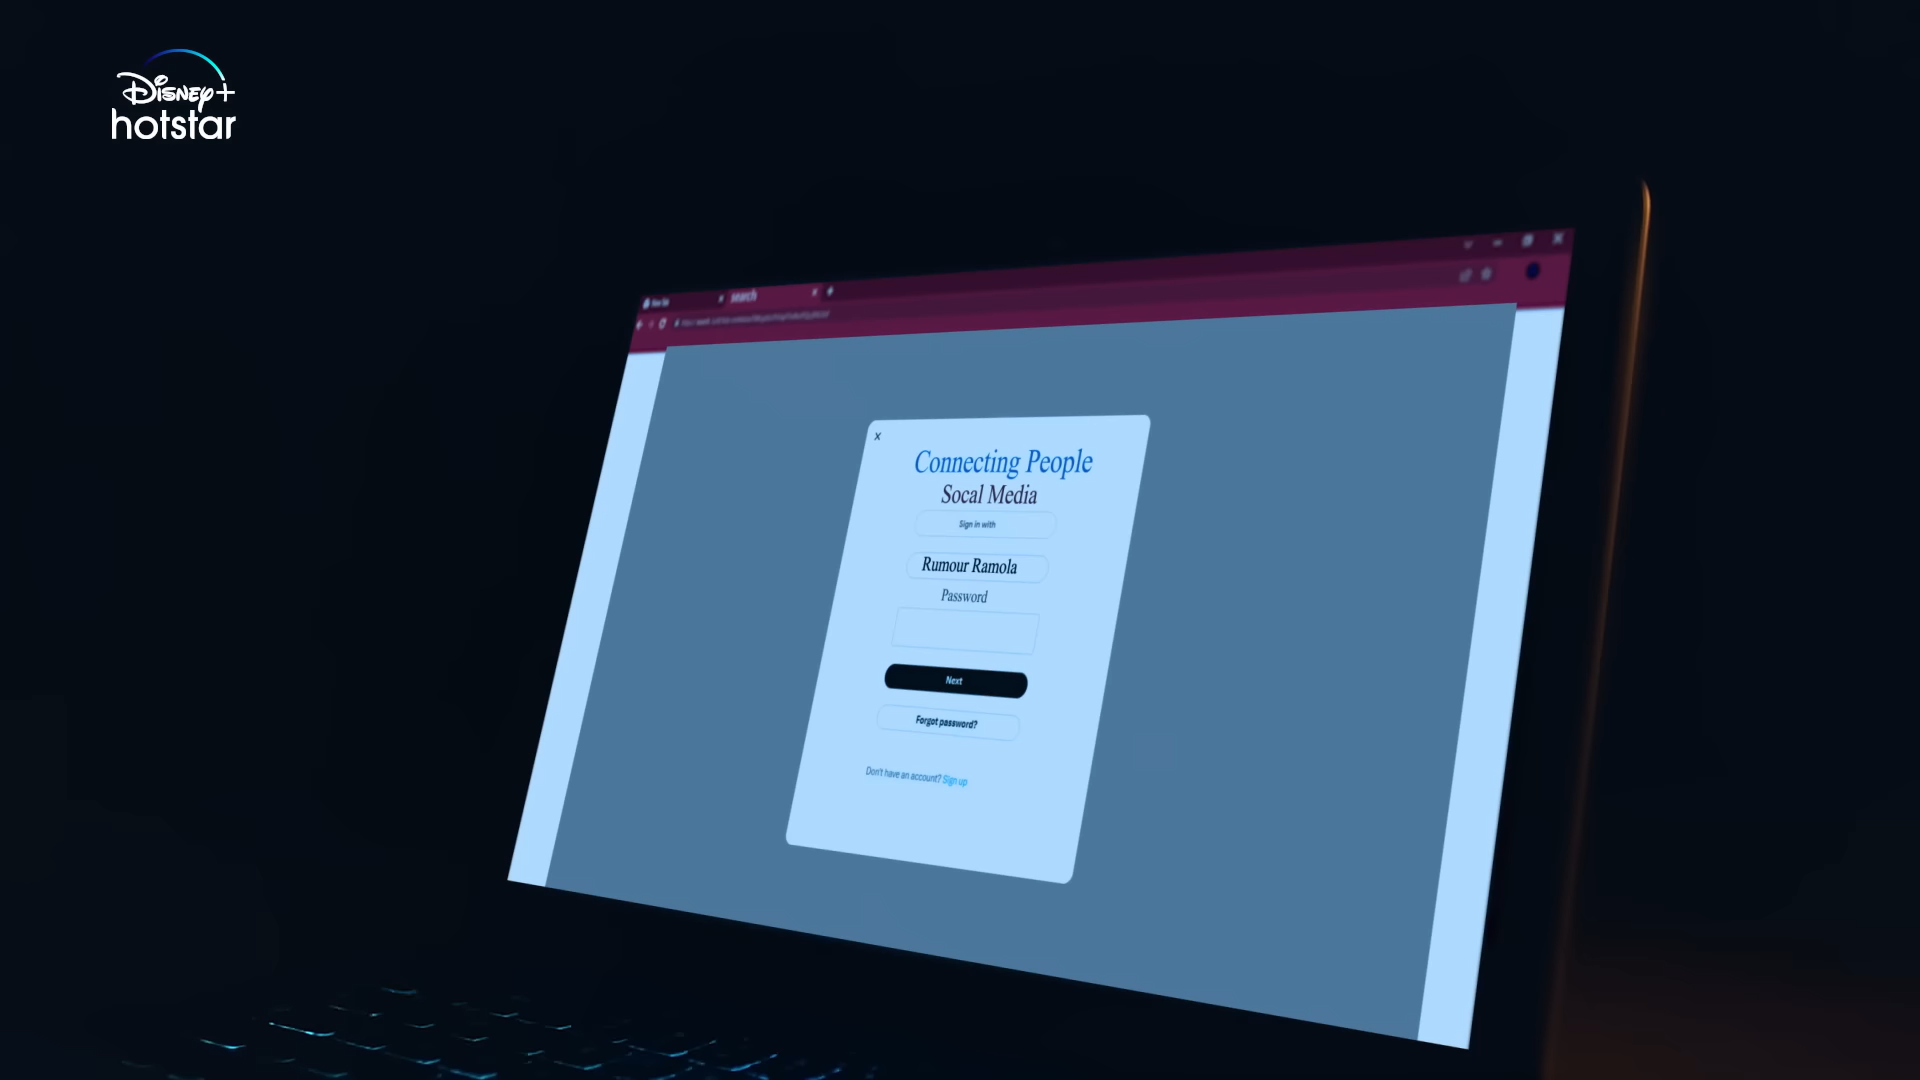 Disney+
hotstar
search
Connecting People
Socal Media
Sign in with
Rumour Ramola
Password
Next
Forgot password?
Don't have an account? Sign up